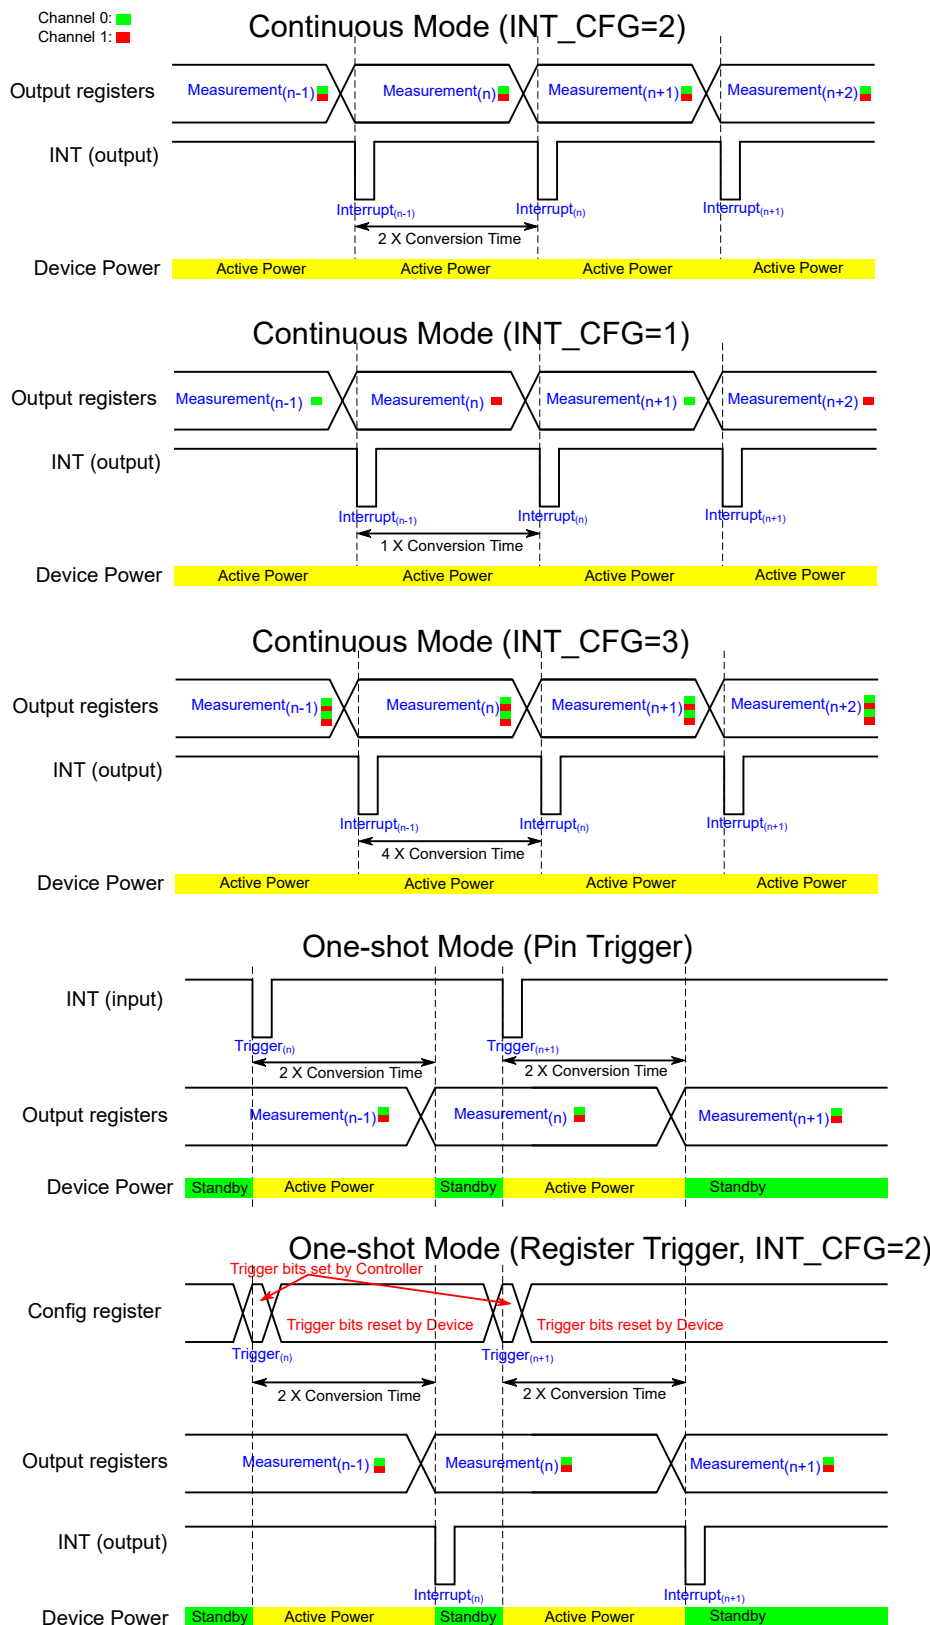 Channel 0:
Channel 1:
Continuous Mode (INT_CFG=2)
Output registers
Measurement(n-1) Measurement(n) Measurement(n+1) Measurement(n+2)
INT (output)
Interrupt(n-1) Interrupt(n) Interrupt(n+1)
2 X Conversion Time
Device Power Active Power Active Power Active Power Active Power
Continuous Mode (INT_CFG=1)
Output registers
Measurement(n-1) Measurement(n) Measurement(n+1) Measurement(n+2)
INT (output)
Interrupt(n-1) Interrupt(n) Interrupt(n+1)
1 X Conversion Time
Device Power Active Power Active Power Active Power Active Power
Continuous Mode (INT_CFG=3)
Output registers
Measurement(n-1) Measurement(n) Measurement(n+1) Measurement(n+2)
INT (output)
Interrupt(n-1) Interrupt(n) Interrupt(n+1)
4 X Conversion Time
Device Power Active Power Active Power Active Power Active Power
One-shot Mode (Pin Trigger)
INT (input)
Trigger(n) Trigger(n+1)
2 X Conversion Time 2 X Conversion Time
Output registers Measurement(n-1) Measurement(n) Measurement(n+1)
Device Power Standby Active Power Standby Active Power Standby
One-shot Mode (Register Trigger, INT_CFG=2)
Trigger bits set by Controller
Config register
Trigger bits reset by Device Trigger bits reset by Device
Trigger(n) Trigger(n+1)
2 X Conversion Time 2 X Conversion Time
Output registers Measurement(n-1) Measurement(n) Measurement(n+1)
INT (output)
Interrupt(n) Interrupt(n+1)
Device Power Standby Active Power Standby Active Power Standby